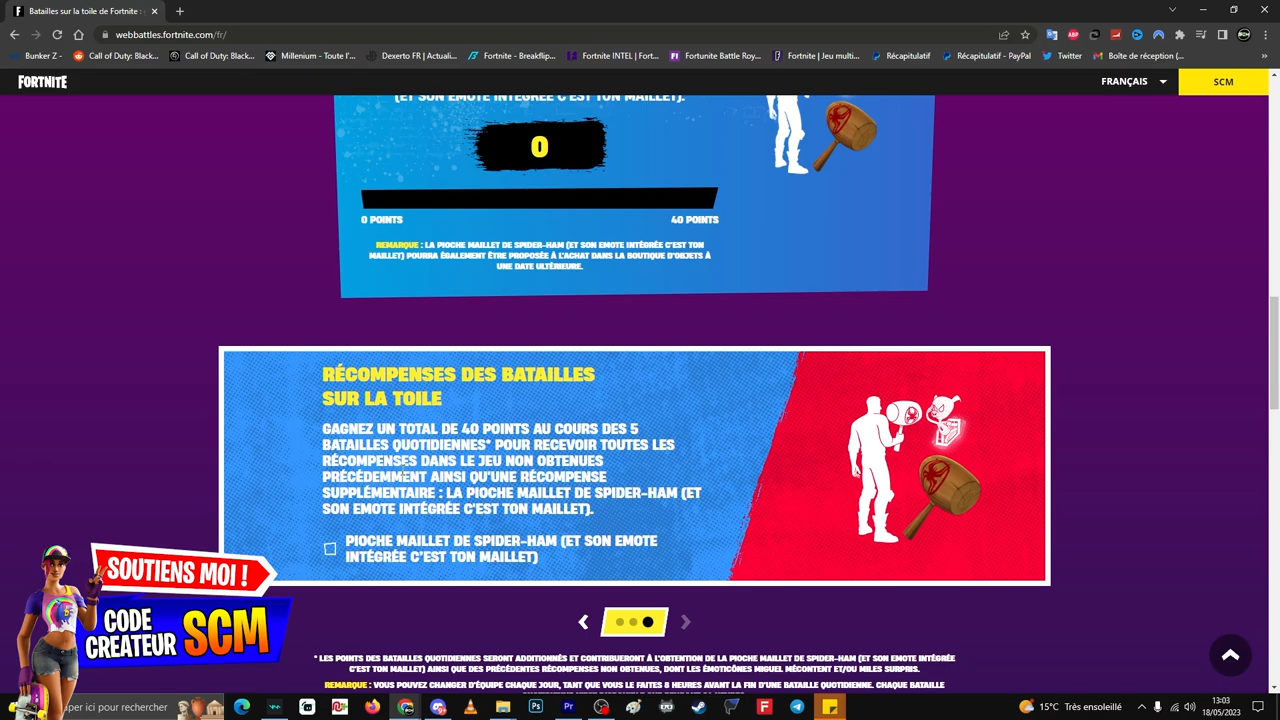 Batailles sur la toile de Fortnite :
webbattles.fortnite.com/fr/
Bunker Z -
Call of Duty: Black...
Call of Duty: Black...
Millenium - Toute l'...
Dexerto FR | Actuali...
Fortnite - Breakflip...
Fortnite INTEL | Fort...
Fortunite Battle Roy...
Fortnite | Jeu multi...
Récapitulatif
Récapitulatif - PayPal
Twitter
Boîte de réception (...
FORTNITE
FRANÇAIS
SCM
(ET SON EMOTE INTÉGRÉE C'EST TON MAILLET).
0
0 POINTS
40 POINTS
REMARQUE : LA PIOCHE MAILLET DE SPIDER-HAM (ET SON EMOTE INTÉGRÉE C'EST TON
MAILLET) POURRA ÉGALEMENT ÊTRE PROPOSÉE À L'ACHAT DANS LA BOUTIQUE D'OBJETS À
UNE DATE ULTÉRIEURE.
RÉCOMPENSES DES BATAILLES
SUR LA TOILE
GAGNEZ UN TOTAL DE 40 POINTS AU COURS DES 5
BATAILLES QUOTIDIENNES* POUR RECEVOIR TOUTES LES
RÉCOMPENSES DANS LE JEU NON OBTENUES
PRÉCÉDEMMENT AINSI QU'UNE RÉCOMPENSE
SUPPLÉMENTAIRE : LA PIOCHE MAILLET DE SPIDER-HAM (ET
SON EMOTE INTÉGRÉE C'EST TON MAILLET).
PIOCHE MAILLET DE SPIDER-HAM (ET SON EMOTE
INTÉGRÉE C'EST TON MAILLET)
SOUTIENS MOI !
CODE
CREATEUR SCM
* LES POINTS DES BATAILLES QUOTIDIENNES SERONT ADDITIONNÉS ET CONTRIBUERONT À L'OBTENTION DE LA PIOCHE MAILLET DE SPIDER-HAM (ET SON EMOTE INTÉGRÉE
C'EST TON MAILLET) AINSI QUE DES PRÉCÉDENTES RÉCOMPENSES NON OBTENUES, DONT LES ÉMOTICÔNES MIGUEL MÉCONTENT ET/OU MILES SURPRIS.
REMARQUE : VOUS POUVEZ CHANGER D'ÉQUIPE CHAQUE JOUR, TANT QUE VOUS LE FAITES 8 HEURES AVANT LA FIN D'UNE BATAILLE QUOTIDIENNE. CHAQUE BATAILLE
aper ici pour rechercher
15°C Très ensoleillé
13:03
18/05/2023